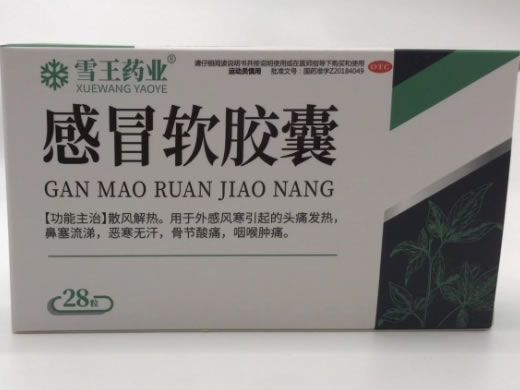 雪王药业®
XUEWANG YAOYE
请仔细阅读说明书并按说明使用或在药师指导下购买和使用
运动员慎用 批准文号：国药准字Z20184049
OTC
感冒软胶囊
GAN MAO RUAN JIAO NANG
【功能主治】散风解热。用于外感风寒引起的头痛发热，
鼻塞流涕，恶寒无汗，骨节酸痛，咽喉肿痛。
28粒